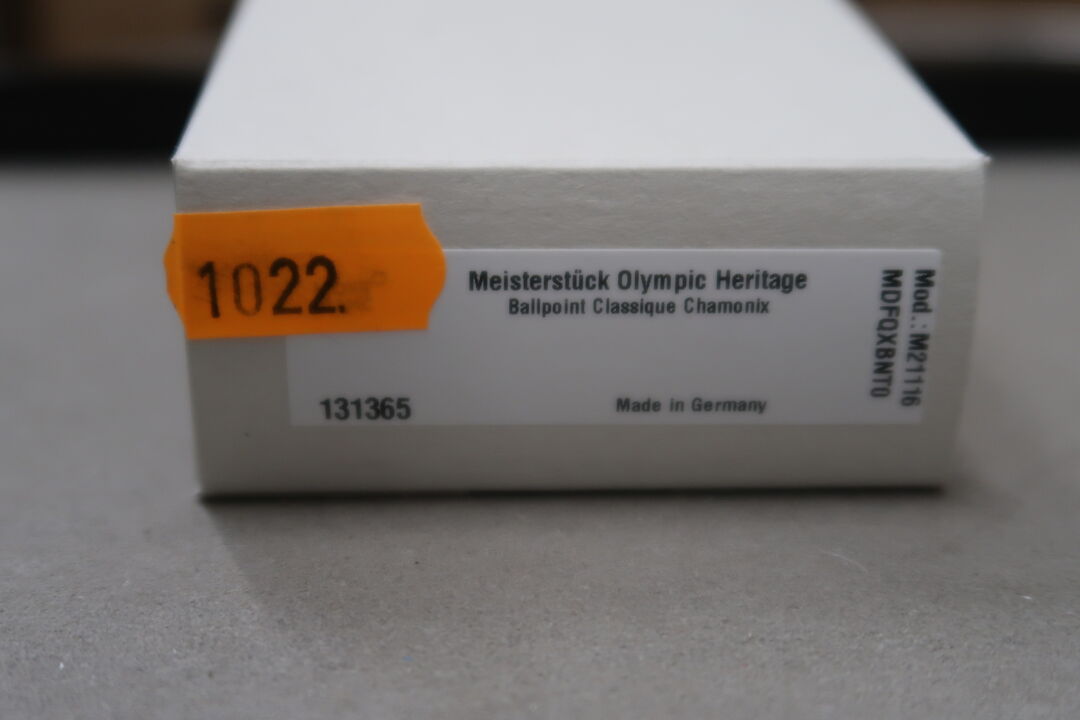 1022.
Meisterstück Olympic Heritage
Ballpoint Classique Chamonix
131365
Made in Germany
Mod.: M21116
MDFQXBNT0